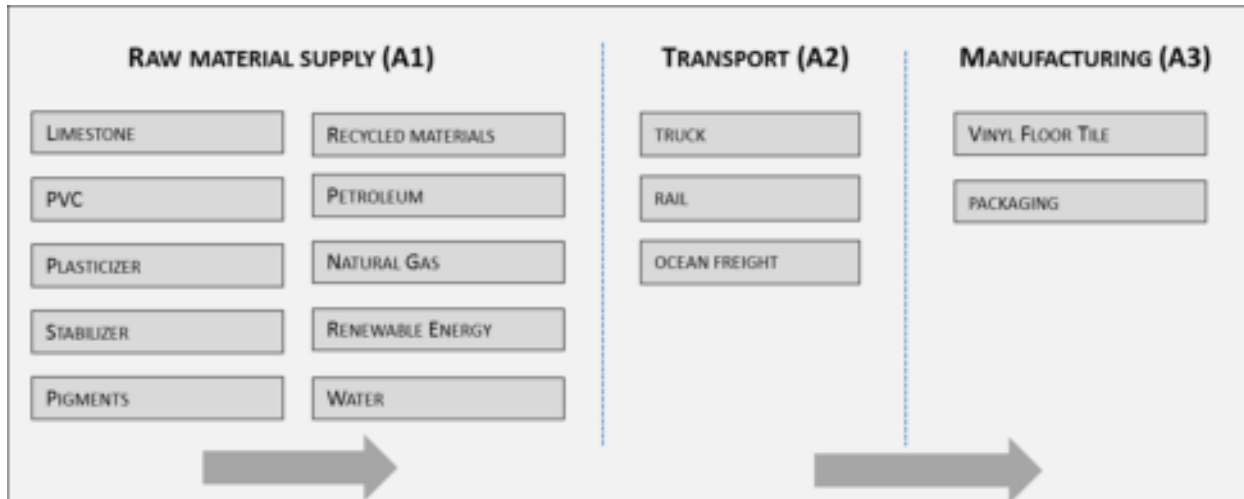 RAW MATERIAL SUPPLY (A1)
TRANSPORT (A2)
MANUFACTURING (A3)
LIMESTONE
RECYCLED MATERIALS
TRUCK
VINYL FLOOR TILE
PVC
PETROLEUM
RAIL
PACKAGING
PLASTICIZER
NATURAL GAS
OCEAN FREIGHT
STABILIZER
RENEWABLE ENERGY
PIGMENTS
WATER